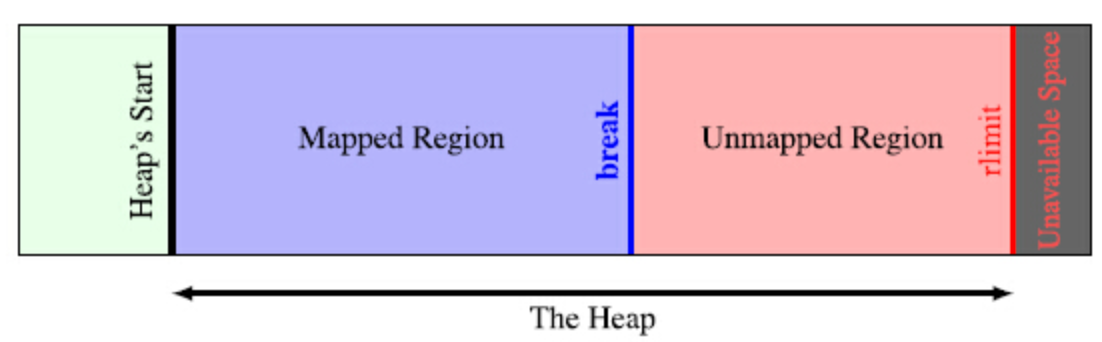 Heap's Start
Mapped Region
break
Unmapped Region
rlimit
Unavailable Space
The Heap